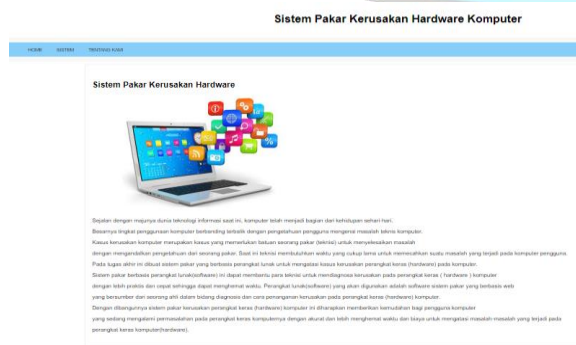 Sistem Pakar Kerusakan Hardware Komputer
HOME SISTEM TENTANG KAMI
Sistem Pakar Kerusakan Hardware
Sejalan dengan majunya dunia teknologi informasi saat ini, komputer telah menjadi bagian dari kehidupan sehari hari.
Besarnya tingkat penggunaan komputer berbanding terbalik dengan pengetahuan pengguna mengenai masalah teknis komputer.
Kasus kerusakan komputer merupakan kasus yang memerlukan batuan seorang pakar (teknisi) untuk menyelesaikan masalah
dengan mengandalkan pengetahuan dari seorang pakar. Saat ini teknisi membutuhkan waktu yang cukup lama untuk memecahkan suatu masalah yang terjadi pada komputer pengguna
Pada tugas akhir ini dibuat sistem pakar yang berbasis perangkat lunak untuk mengatasi kasus kerusakan perangkat keras (hardware) pada komputer.
Sistem pakar berbasis perangkat lunak(software) ini dapat membantu para teknisi untuk mendiagnosa kerusakan pada perangkat keras ( hardware ) komputer
dengan lebih praktis dan cepat sehingga dapat menghemat waktu. Perangkat lunak(software) yang akan digunakan adalah software sistem pakar yang berbasis web
yang bersumber dari seorang ahli dalam bidang diagnosis dan cara penanganan kerusakan pada perangkat keras (hardware) komputer.
Dengan dibangunnya sistem pakar kerusakan perangkat keras (hardware) komputer ini diharapkan memberikan kemudahan bagi pengguna komputer
yang sedang mengalami permasalahan pada perangkat keras komputernya dengan akurat dan lebih menghemat waktu dan biaya untuk mengatasi masalah masalah yang terjadi pada
perangkat keras komputer(hardware).